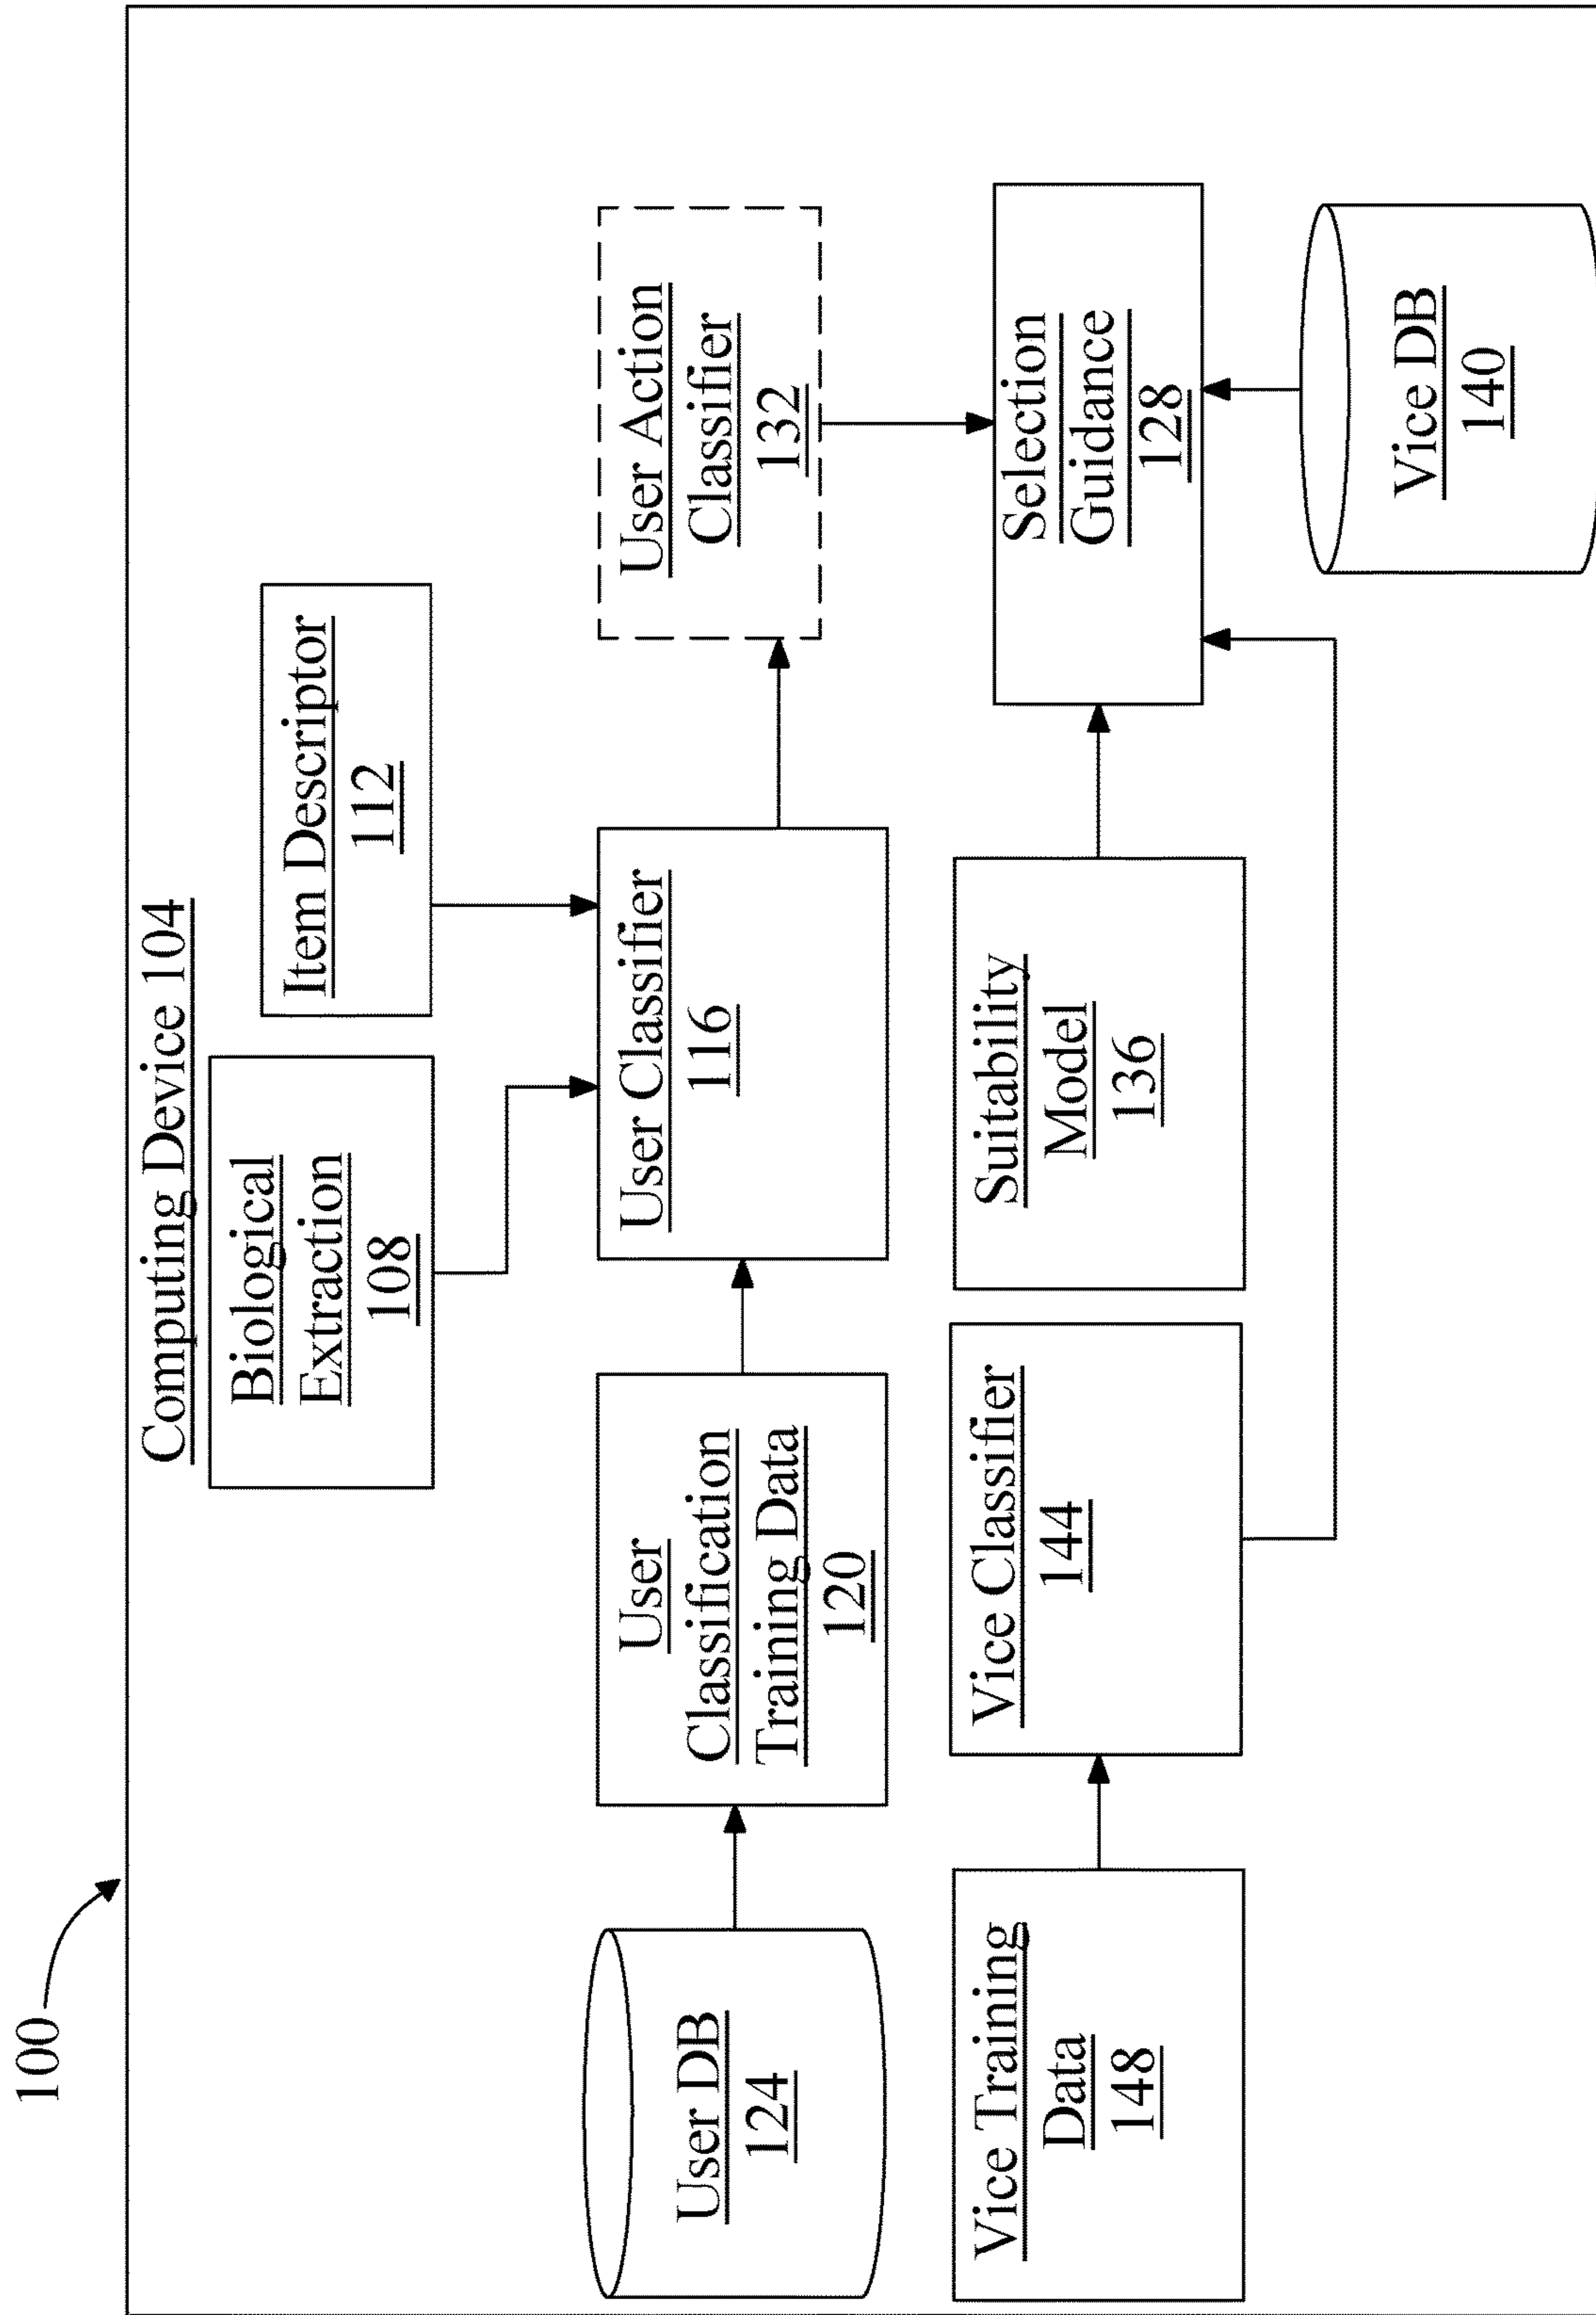 100
Computing Device 104
Biological
Extraction
108
Item Descriptor
112
User DB
124
User
Classification
Training Data
120
User Classifier
116
User Action
Classifier
132
Vice Training
Data
148
Vice Classifier
144
Suitability
Model
136
Selection
Guidance
128
Vice DB
140